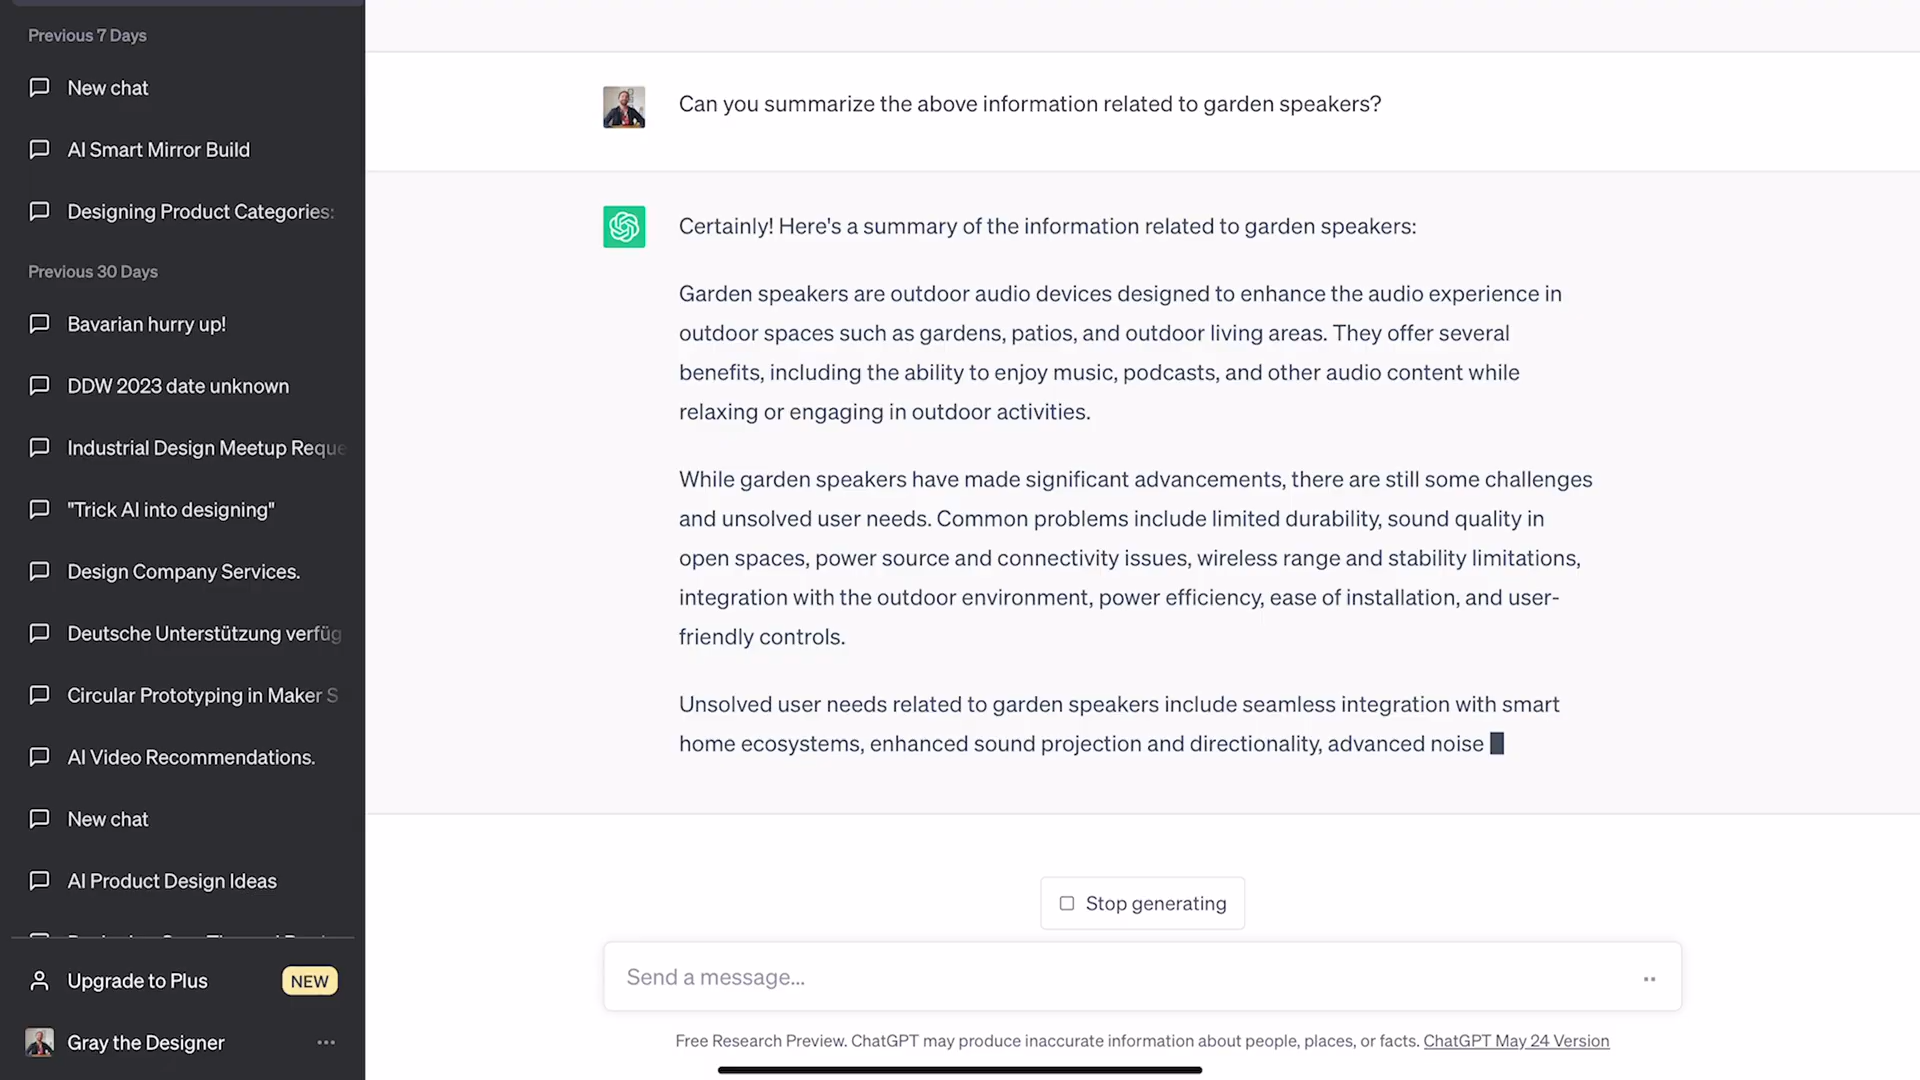 Previous 7 Days
New chat
AI Smart Mirror Build
Designing Product Categories:
Previous 30 Days
Bavarian hurry up!
DDW 2023 date unknown
Industrial Design Meetup Reque
"Trick AI into designing"
Design Company Services.
Deutsche Unterstützung verfüg
Circular Prototyping in Maker S
AI Video Recommendations.
New chat
AI Product Design Ideas
Upgrade to Plus NEW
Gray the Designer
Can you summarize the above information related to garden speakers?
Certainly! Here's a summary of the information related to garden speakers:
Garden speakers are outdoor audio devices designed to enhance the audio experience in
outdoor spaces such as gardens, patios, and outdoor living areas. They offer several
benefits, including the ability to enjoy music, podcasts, and other audio content while
relaxing or engaging in outdoor activities.
While garden speakers have made significant advancements, there are still some challenges
and unsolved user needs. Common problems include limited durability, sound quality in
open spaces, power source and connectivity issues, wireless range and stability limitations,
integration with the outdoor environment, power efficiency, ease of installation, and user-
friendly controls.
Unsolved user needs related to garden speakers include seamless integration with smart
home ecosystems, enhanced sound projection and directionality, advanced noise
Stop generating
Send a message...
Free Research Preview. ChatGPT may produce inaccurate information about people, places, or facts. ChatGPT May 24 Version